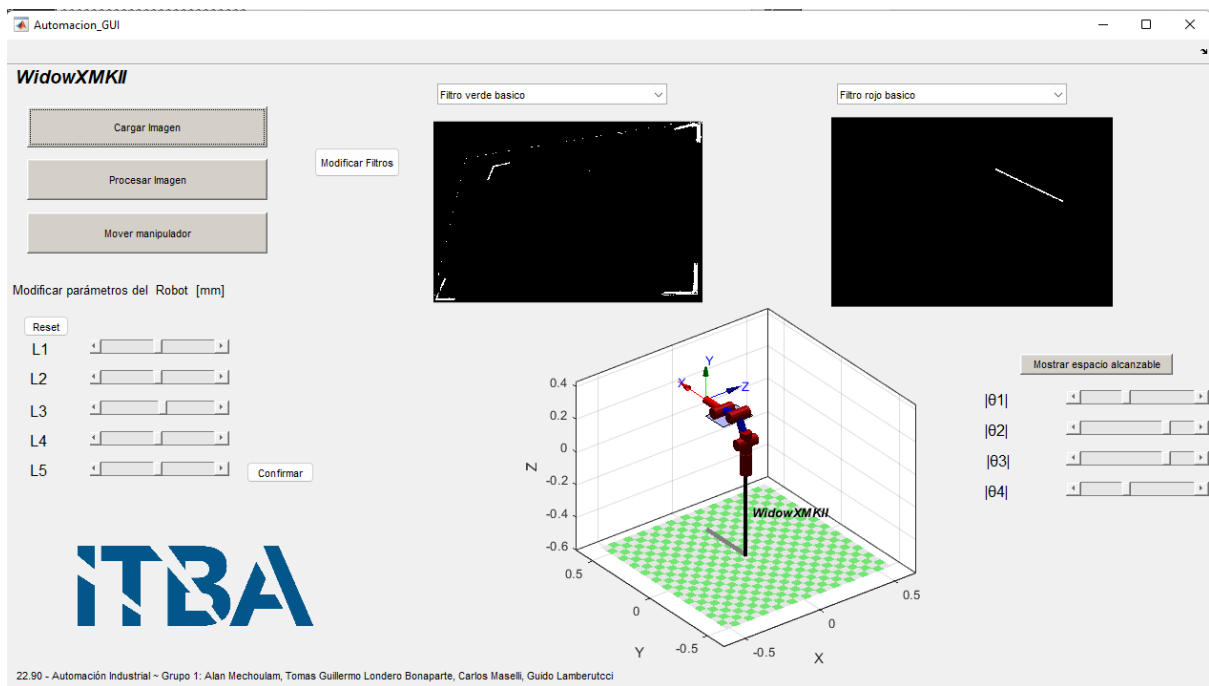 Automacion_GUI
WidowXMKII
Cargar Imagen
Procesar Imagen
Mover manipulador
Modificar Filtros
Filtro verde basico
Filtro rojo basico
Modificar parámetros del Robot [mm]
Reset
L1
L2
L3
L4
L5
Confirmar
Mostrar espacio alcanzable
|θ1|
|θ2|
|θ3|
|θ4|
Y
X
Z
0.4
0.2
0
-0.2
-0.4
-0.6
Z
WidowXMKII
0.5
0
-0.5
Y
-0.5
0
0.5
X
iTBA
22.90 - Automación Industrial ~ Grupo 1: Alan Mechoulam, Tomas Guillermo Londero Bonaparte, Carlos Maselli, Guido Lamberutcci